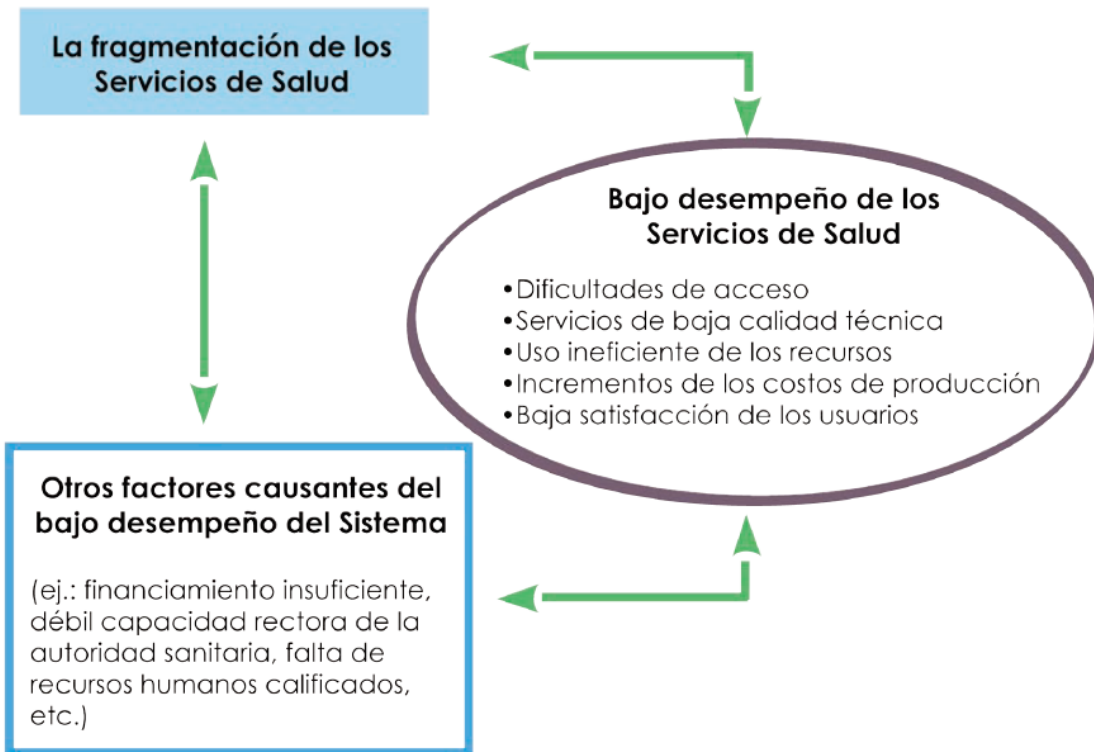 La fragmentación de los
Servicios de Salud
Bajo desempeño de los
Servicios de Salud
•Dificultades de acceso
•Servicios de baja calidad técnica
•Uso ineficiente de los recursos
•Incrementos de los costos de producción
•Baja satisfacción de los usuarios
Otros factores causantes del
bajo desempeño del Sistema
(ej.: financiamiento insuficiente,
débil capacidad rectora de la
autoridad sanitaria, falta de
recursos humanos calificados,
etc.)